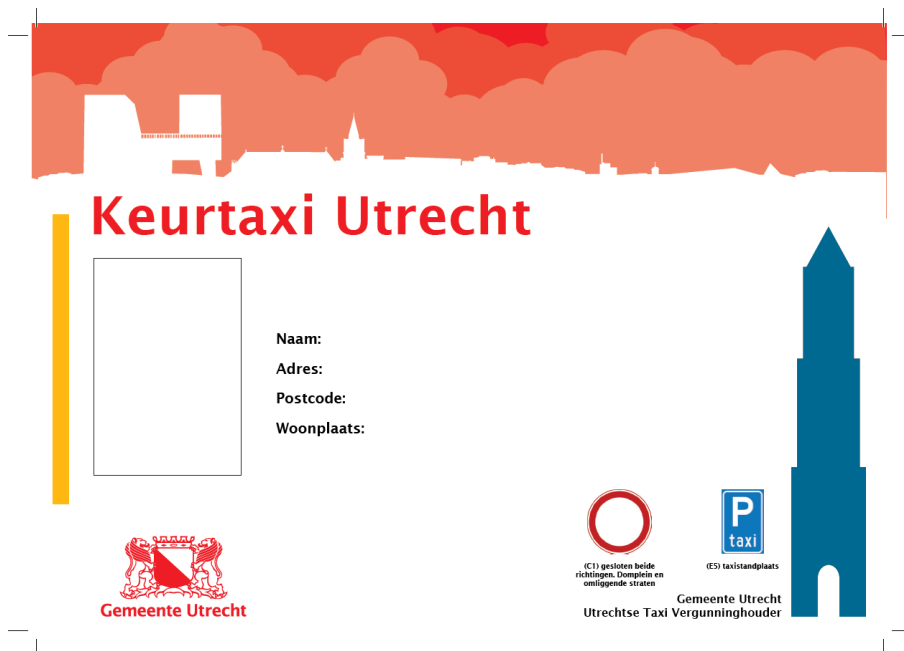 Keurtaxi Utrecht
Naam:
Adres:
Postcode:
Woonplaats:
P
taxi
(C1) gesloten beide
richtingen. Domplein en
omliggende straten
(E5) taxistandplaats
Gemeente Utrecht
Gemeente Utrecht
Utrechtse Taxi Vergunninghouder